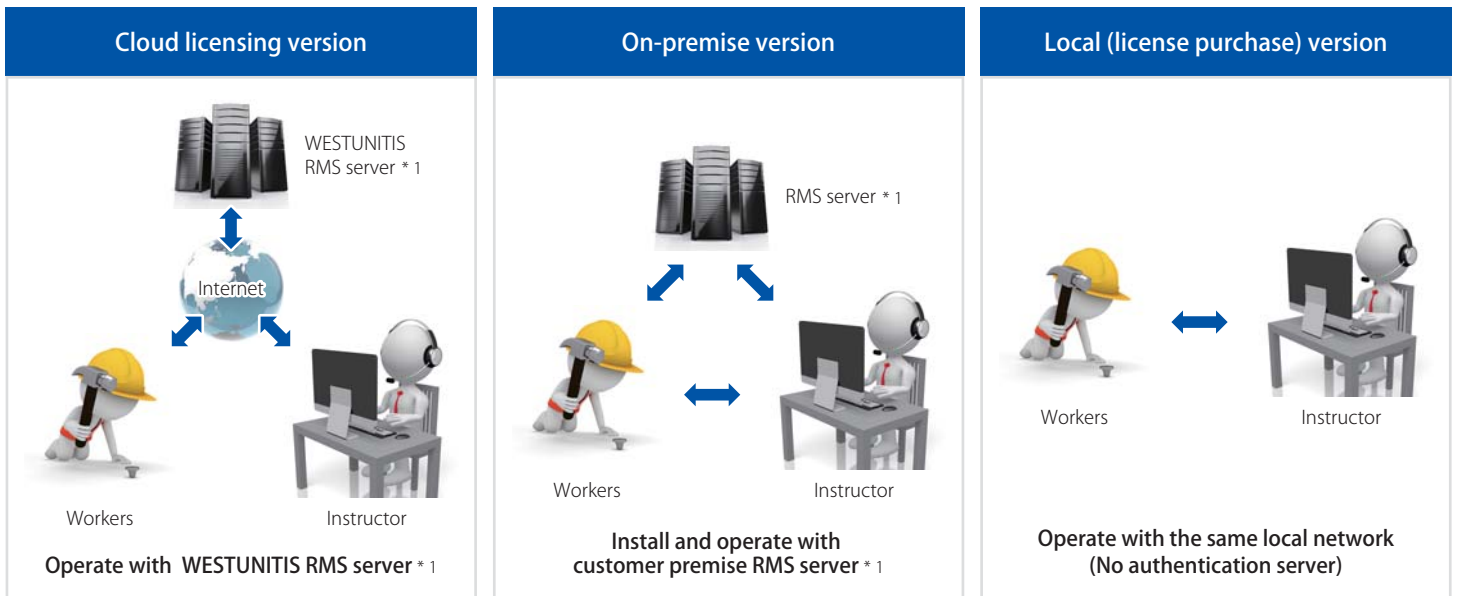 Cloud licensing version
WESTUNITIS
RMS server * 1
Internet
Workers
Instructor
Operate with WESTUNITIS RMS server * 1
On-premise version
RMS server * 1
Workers
Instructor
Install and operate with
customer premise RMS server * 1
Local (license purchase) version
Workers
Instructor
Operate with the same local network
(No authentication server)